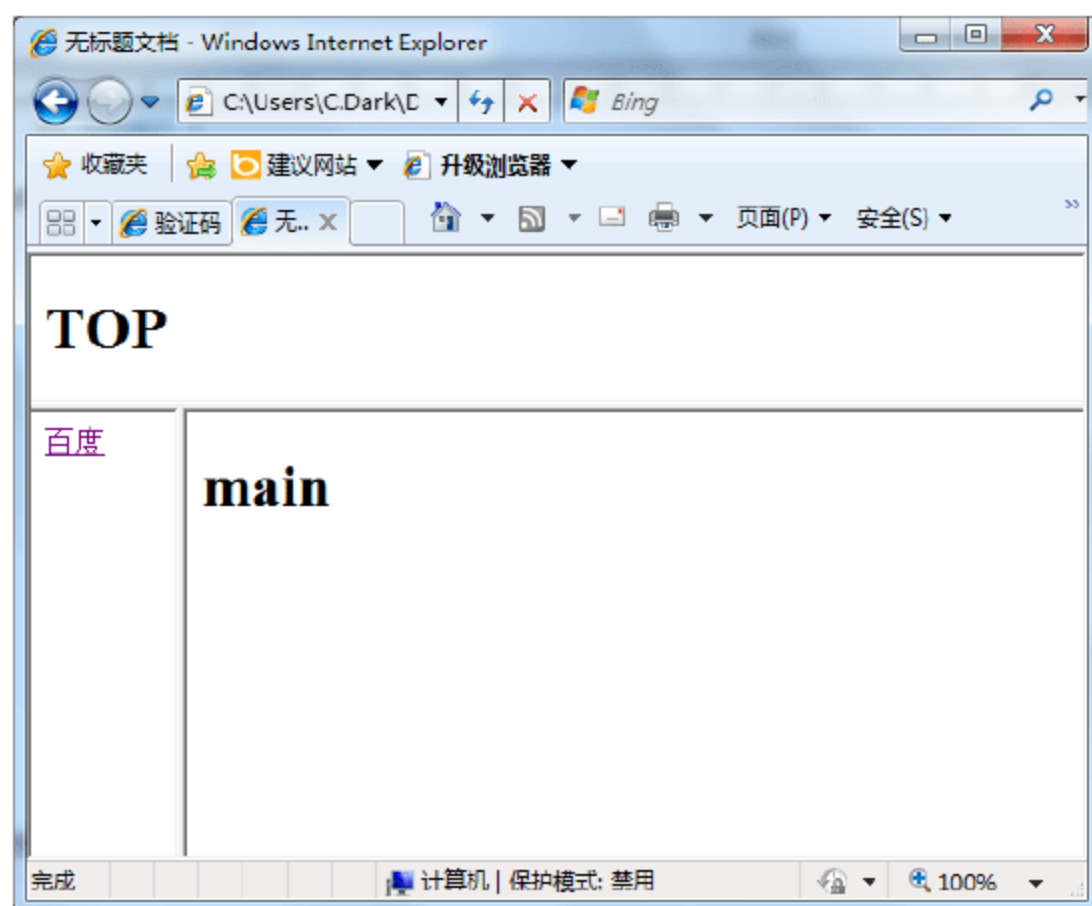 无标题文档 - Windows Internet Explorer
C:\Users\C.Dark\D
Bing
收藏夹 建议网站 升级浏览器
验证码 无.. 页面(P) 安全(S)
TOP
百度
main
完成 计算机 | 保护模式: 禁用 100%